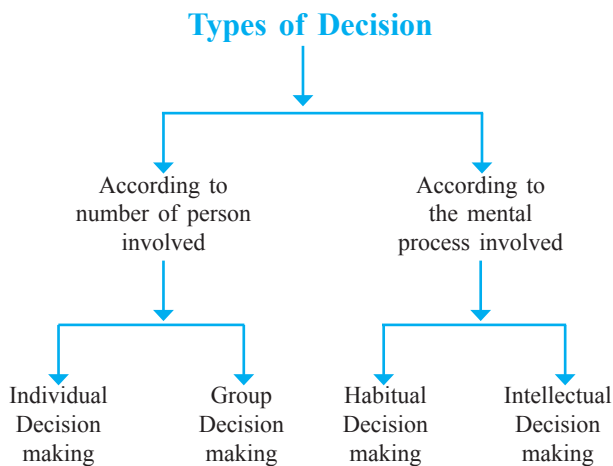 Types of Decision
According to
number of person
involved
According to
the mental
process involved
Individual
Decision
making
Group
Decision
making
Habitual
Decision
making
Intellectual
Decision
making